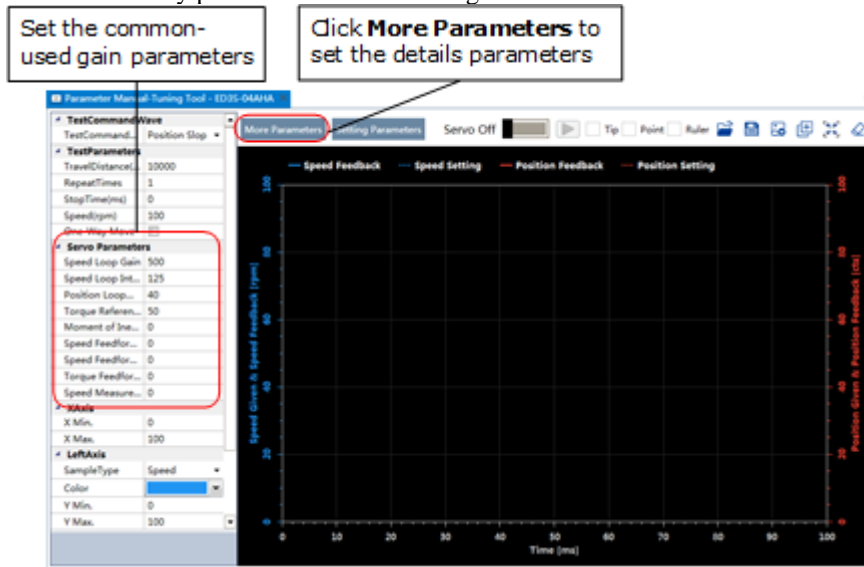 Set the common-
used gain parameters
Click More Parameters to
set the details parameters
Parameter Manual-Tuning Tool - ED3S-04AHA
TestCommandWave
TestCommand... Position Slop
TestParameters
TravelDistance(... 10000
RepeatTimes 1
StopTime(ms) 0
Speed(rpm) 100
One Way Move
Servo Parameters
Speed Loop Gain 500
Speed Loop Int... 125
Position Loop... 40
Torque Referen... 50
Moment of Ine... 0
Speed Feedfor... 0
Speed Feedfor... 0
Torque Feedfor... 0
Speed Measure... 0
XAxis
X Min. 0
X Max. 100
LeftAxis
SampleType Speed
Color
Y Min. 0
Y Max. 100
More Parameters Setting Parameters Servo Off Tip Point Ruler
Speed Feedback Speed Setting Position Feedback Position Setting
Speed Given & Speed Feedback (rpm)
0 20 40 60 80 100
Position Given & Position Feedback (cts)
0 20 40 60 80 100
0 10 20 30 40 50 60 70 80 90 100
Time (ms)